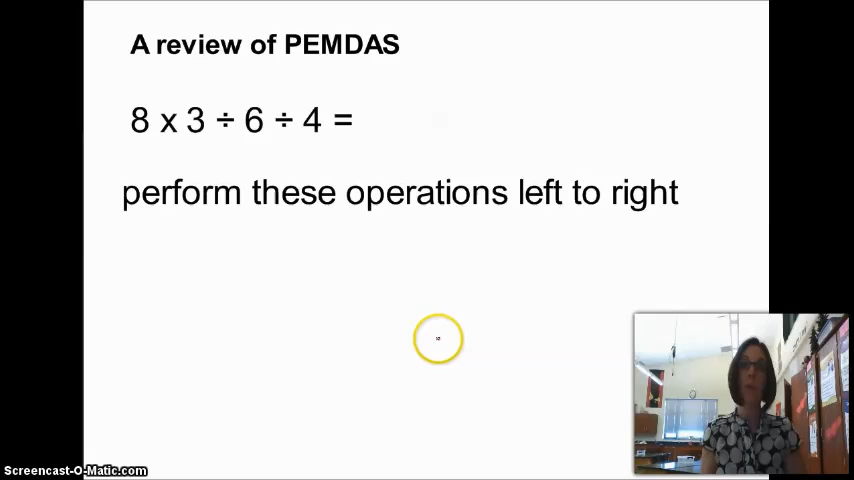 A review of PEMDAS
8 x 3 ÷ 6 ÷ 4 =
perform these operations left to right
Screencast-O-Matic.com